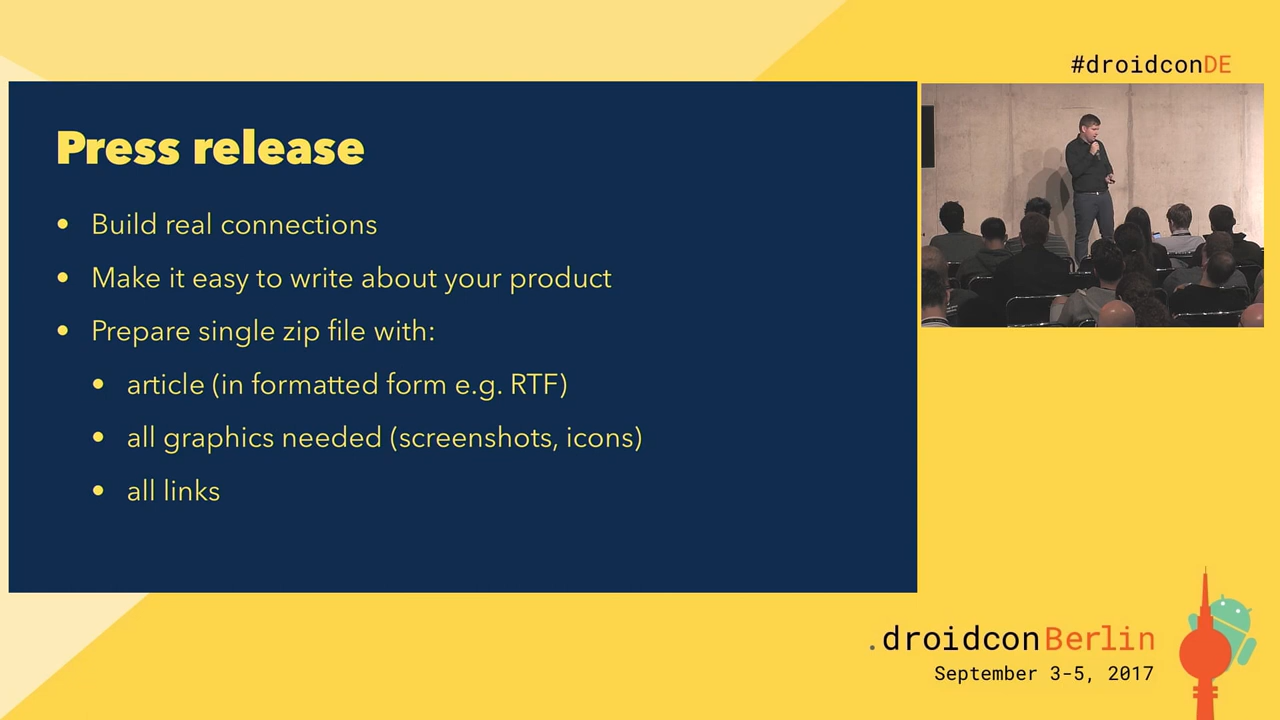 #droidconDE
Press release
• Build real connections
• Make it easy to write about your product
• Prepare single zip file with:
• article (in formatted form e.g. RTF)
• all graphics needed (screenshots, icons)
• all links
.droidconBerlin
September 3-5, 2017